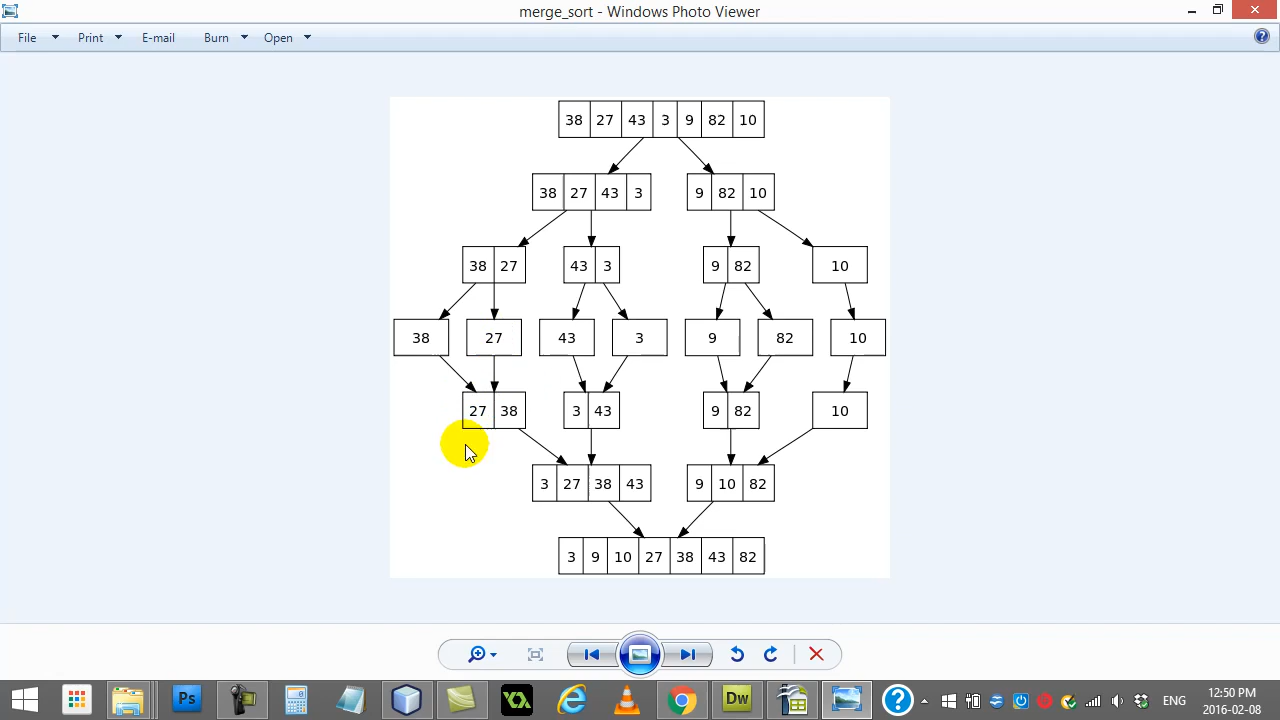 merge_sort - Windows Photo Viewer
File Print E-mail Burn Open
38 27 43 3 9 82 10
38 27 43 3 9 82 10
38 27 43 3 9 82 10
38 27 43 3 9 82 10
27 38 3 43 9 82 10
3 27 38 43 9 10 82
3 9 10 27 38 43 82
Ps Dw ENG 12:50 PM
2016-02-08